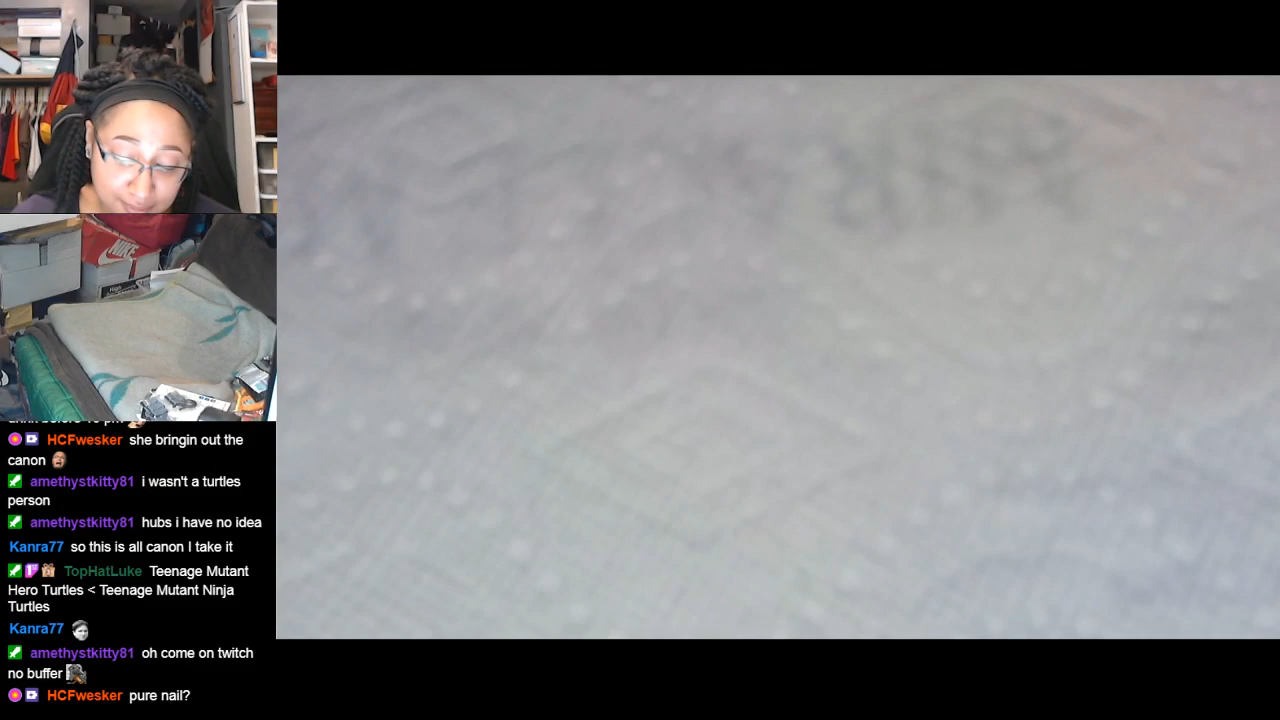 NIKE
HCFwesker she bringin out the
canon
amethystkitty81 i wasn't a turtles
person
amethystkitty81 hubs i have no idea
Kanra77 so this is all canon I take it
TopHatLuke Teenage Mutant
Hero Turtles < Teenage Mutant Ninja
Turtles
Kanra77
amethystkitty81 oh come on twitch
no buffer
HCFwesker pure nail?